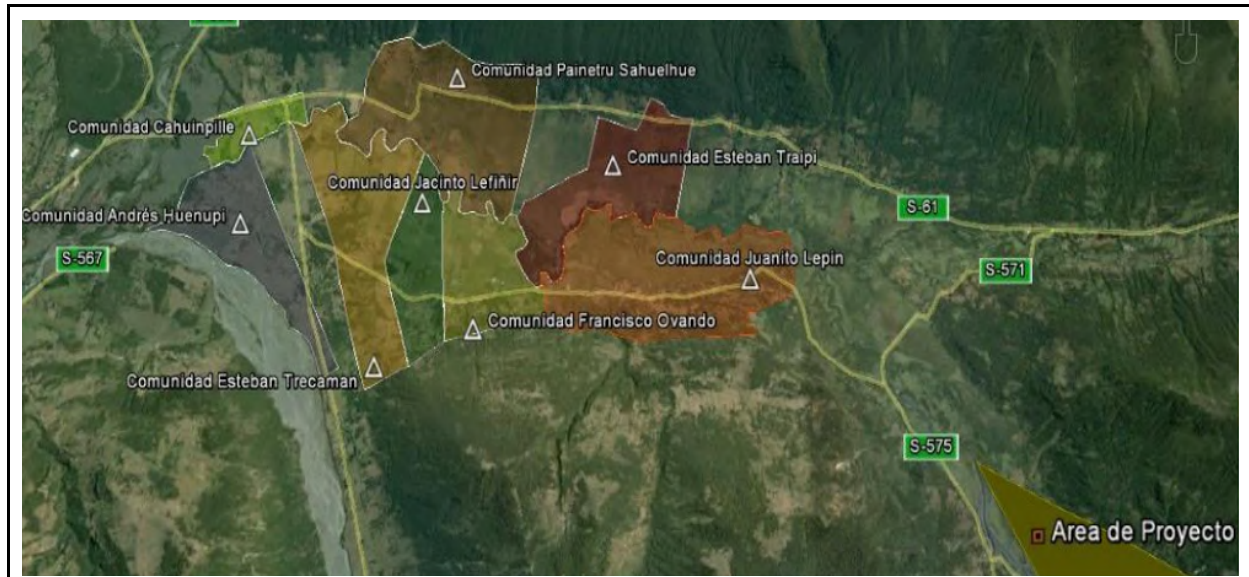 Comunidad Painetru Sahuelhue
Comunidad Cahuinpille
Comunidad Esteban Traipi
Comunidad Jacinto Lefiñir
Comunidad Andrés Huenupi
S-61
S-567
Comunidad Juanito Lepin
S-571
Comunidad Francisco Ovando
Comunidad Esteban Trecaman
S-575
Area de Proyecto